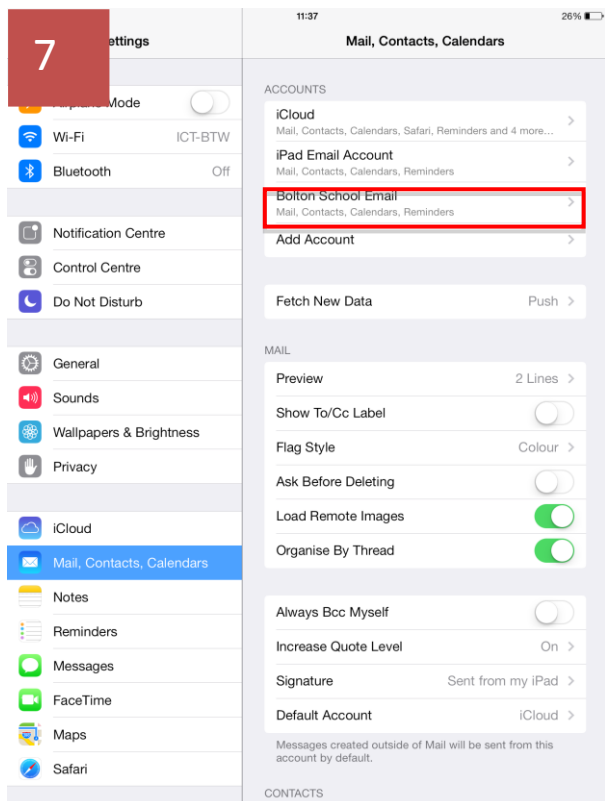 7
ettings
Airplane Mode
Wi-Fi ICT-BTW
Bluetooth Off
Notification Centre
Control Centre
Do Not Disturb
General
Sounds
Wallpapers & Brightness
Privacy
iCloud
Mail, Contacts, Calendars
Notes
Reminders
Messages
FaceTime
Maps
Safari
11:37 26%
Mail, Contacts, Calendars
ACCOUNTS
iCloud
Mail, Contacts, Calendars, Safari, Reminders and 4 more...
iPad Email Account
Mail, Contacts, Calendars, Reminders
Bolton School Email
Mail, Contacts, Calendars, Reminders
Add Account
Fetch New Data Push
MAIL
Preview 2 Lines
Show To/Cc Label
Flag Style Colour
Ask Before Deleting
Load Remote Images
Organise By Thread
Always Bcc Myself
Increase Quote Level On
Signature Sent from my iPad
Default Account iCloud
Messages created outside of Mail will be sent from this
account by default.
CONTACTS